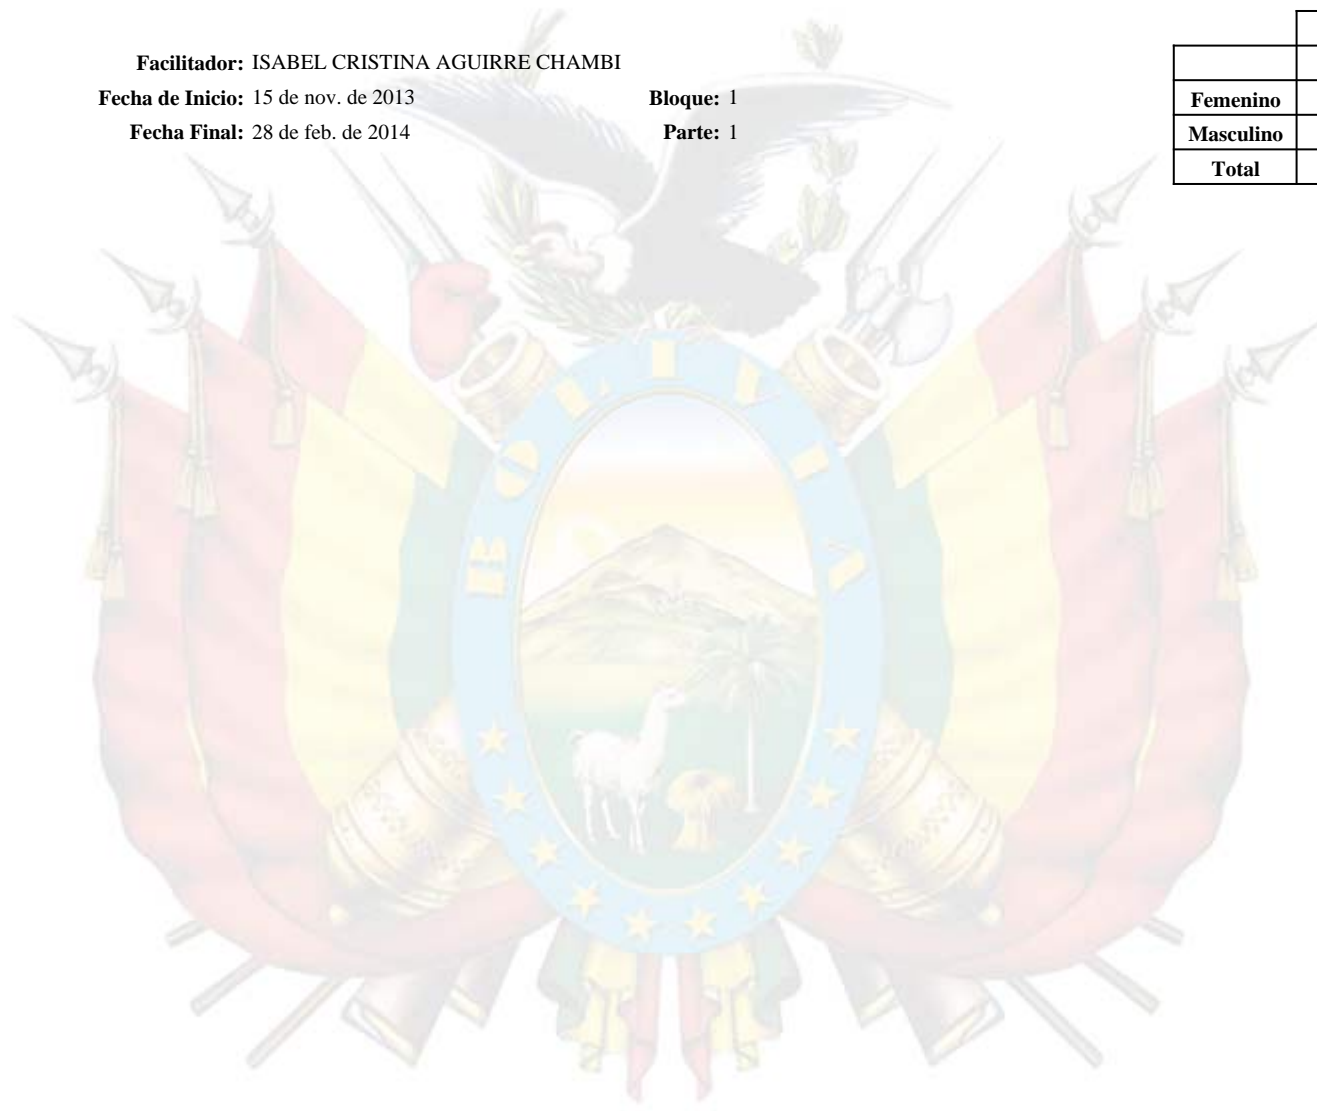 Facilitador: ISABEL CRISTINA AGUIRRE CHAMBI
Fecha de Inicio: 15 de nov. de 2013 Bloque: 1
Fecha Final: 28 de feb. de 2014 Parte: 1
Femenino
Masculino
Total
BOLIVIA